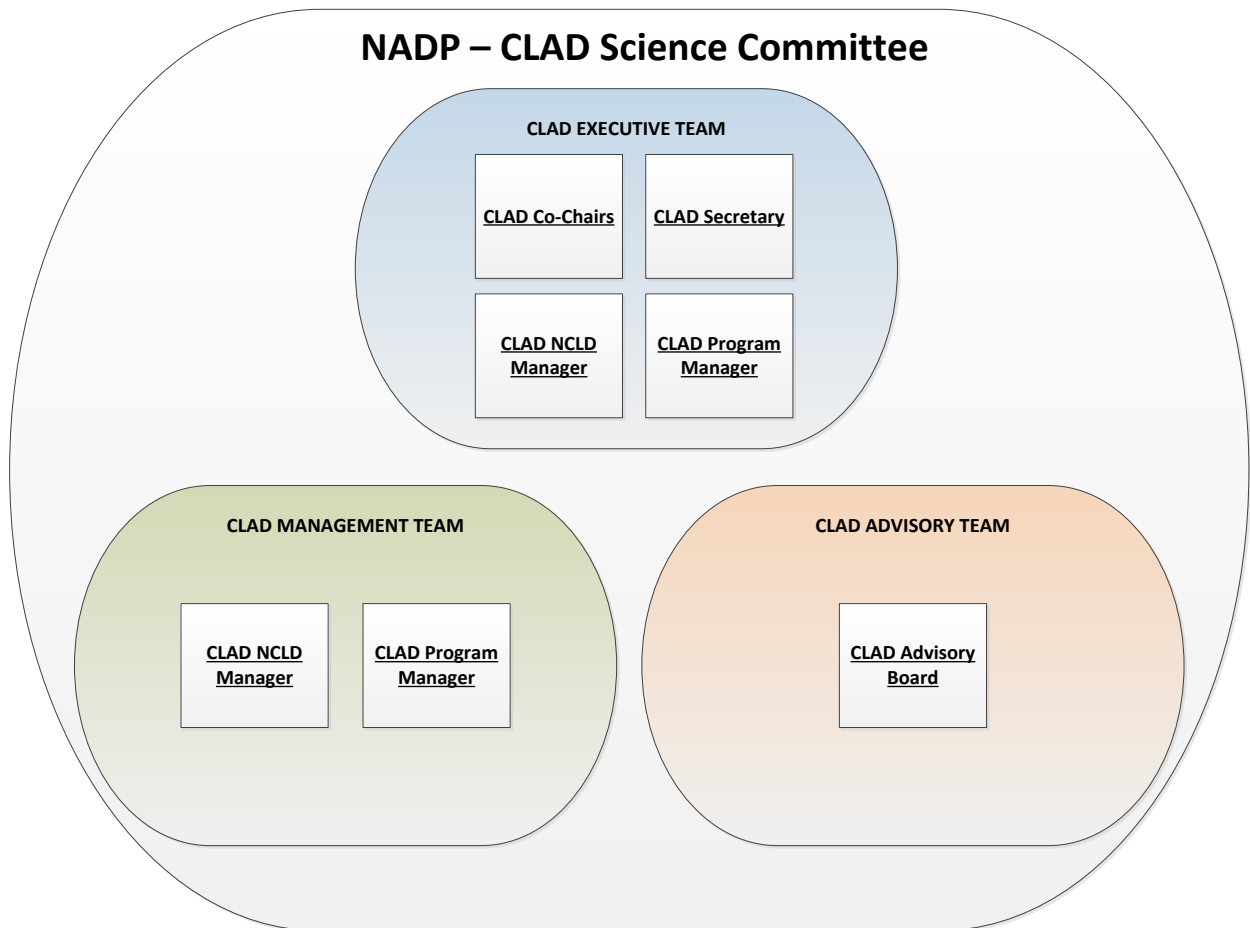 NADP – CLAD Science Committee
CLAD EXECUTIVE TEAM
CLAD Co-Chairs
CLAD Secretary
CLAD NCLD
Manager
CLAD Program
Manager
CLAD MANAGEMENT TEAM
CLAD NCLD
Manager
CLAD Program
Manager
CLAD ADVISORY TEAM
CLAD Advisory
Board